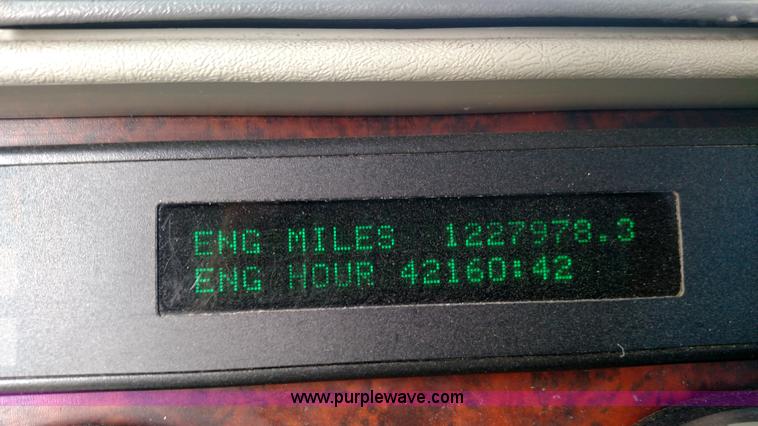 ENG MILES 1227978.3
ENG HOUR 42160:42
www.purplewave.com